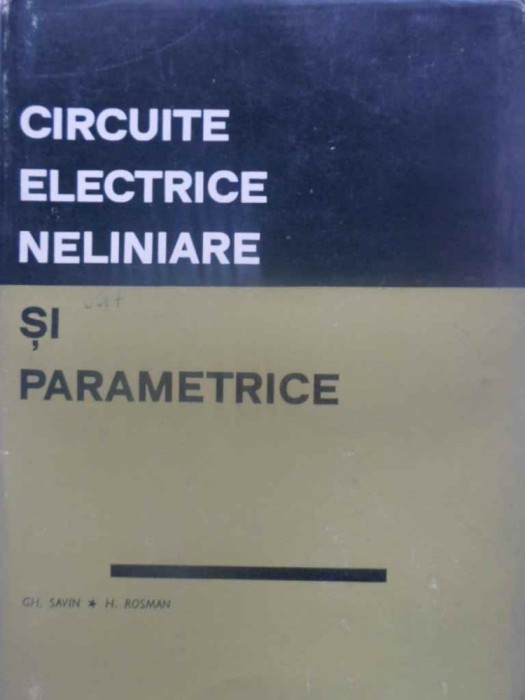 CIRCUITE
ELECTRICE
NELINIARE
ȘI
PARAMETRICE
GH. SAVIN ★ H. ROSMAN